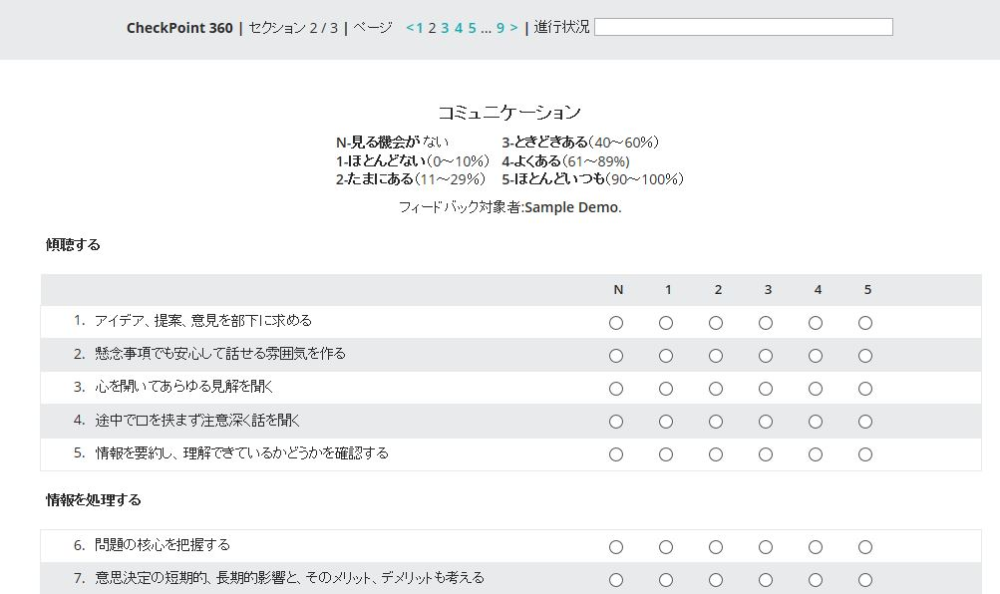 CheckPoint 360 | セクション 2 / 3 | ページ < 1 2 3 4 5 ... 9 > | 進行状況
コミュニケーション
N-見る機会がない 3-ときどきある(40～60%)
1-ほとんどない(0～10%) 4-よくある(61～89%)
2-たまにある(11～29%) 5-ほとんどいつも(90～100%)
フィードバック対象者:Sample Demo.
傾聴する
N 1 2 3 4 5
1. アイデア、提案、意見を部下に求める
2. 懸念事項でも安心して話せる雰囲気を作る
3. 心を開いてあらゆる見解を聞く
4. 途中で口を挟まず注意深く話を聞く
5. 情報を要約し、理解できているかどうかを確認する
情報を処理する
6. 問題の核心を把握する
7. 意思決定の短期的、長期的影響と、そのメリット、デメリットも考える